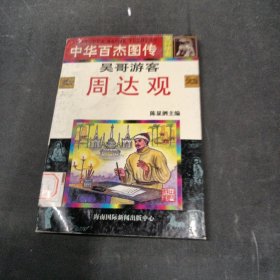 中华百杰图传
吴哥游客
周达观
陈显泗主编
海南国际新闻出版中心